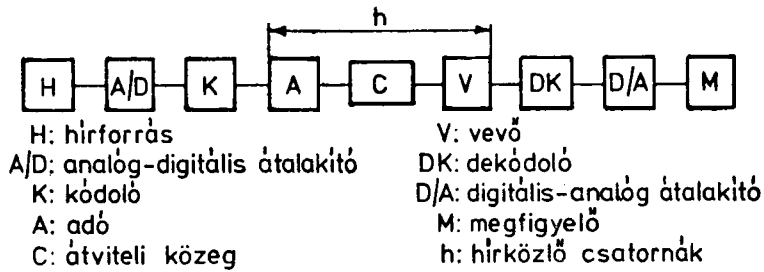 h
H A/D K A C V DK D/A M
H: hírforrás
A/D: analóg-digitális átalakító
K: kódoló
A: adó
C: átviteli közeg
V: vevő
DK: dekódoló
D/A: digitális-analóg átalakító
M: megfigyelő
h: hírközlő csatornák